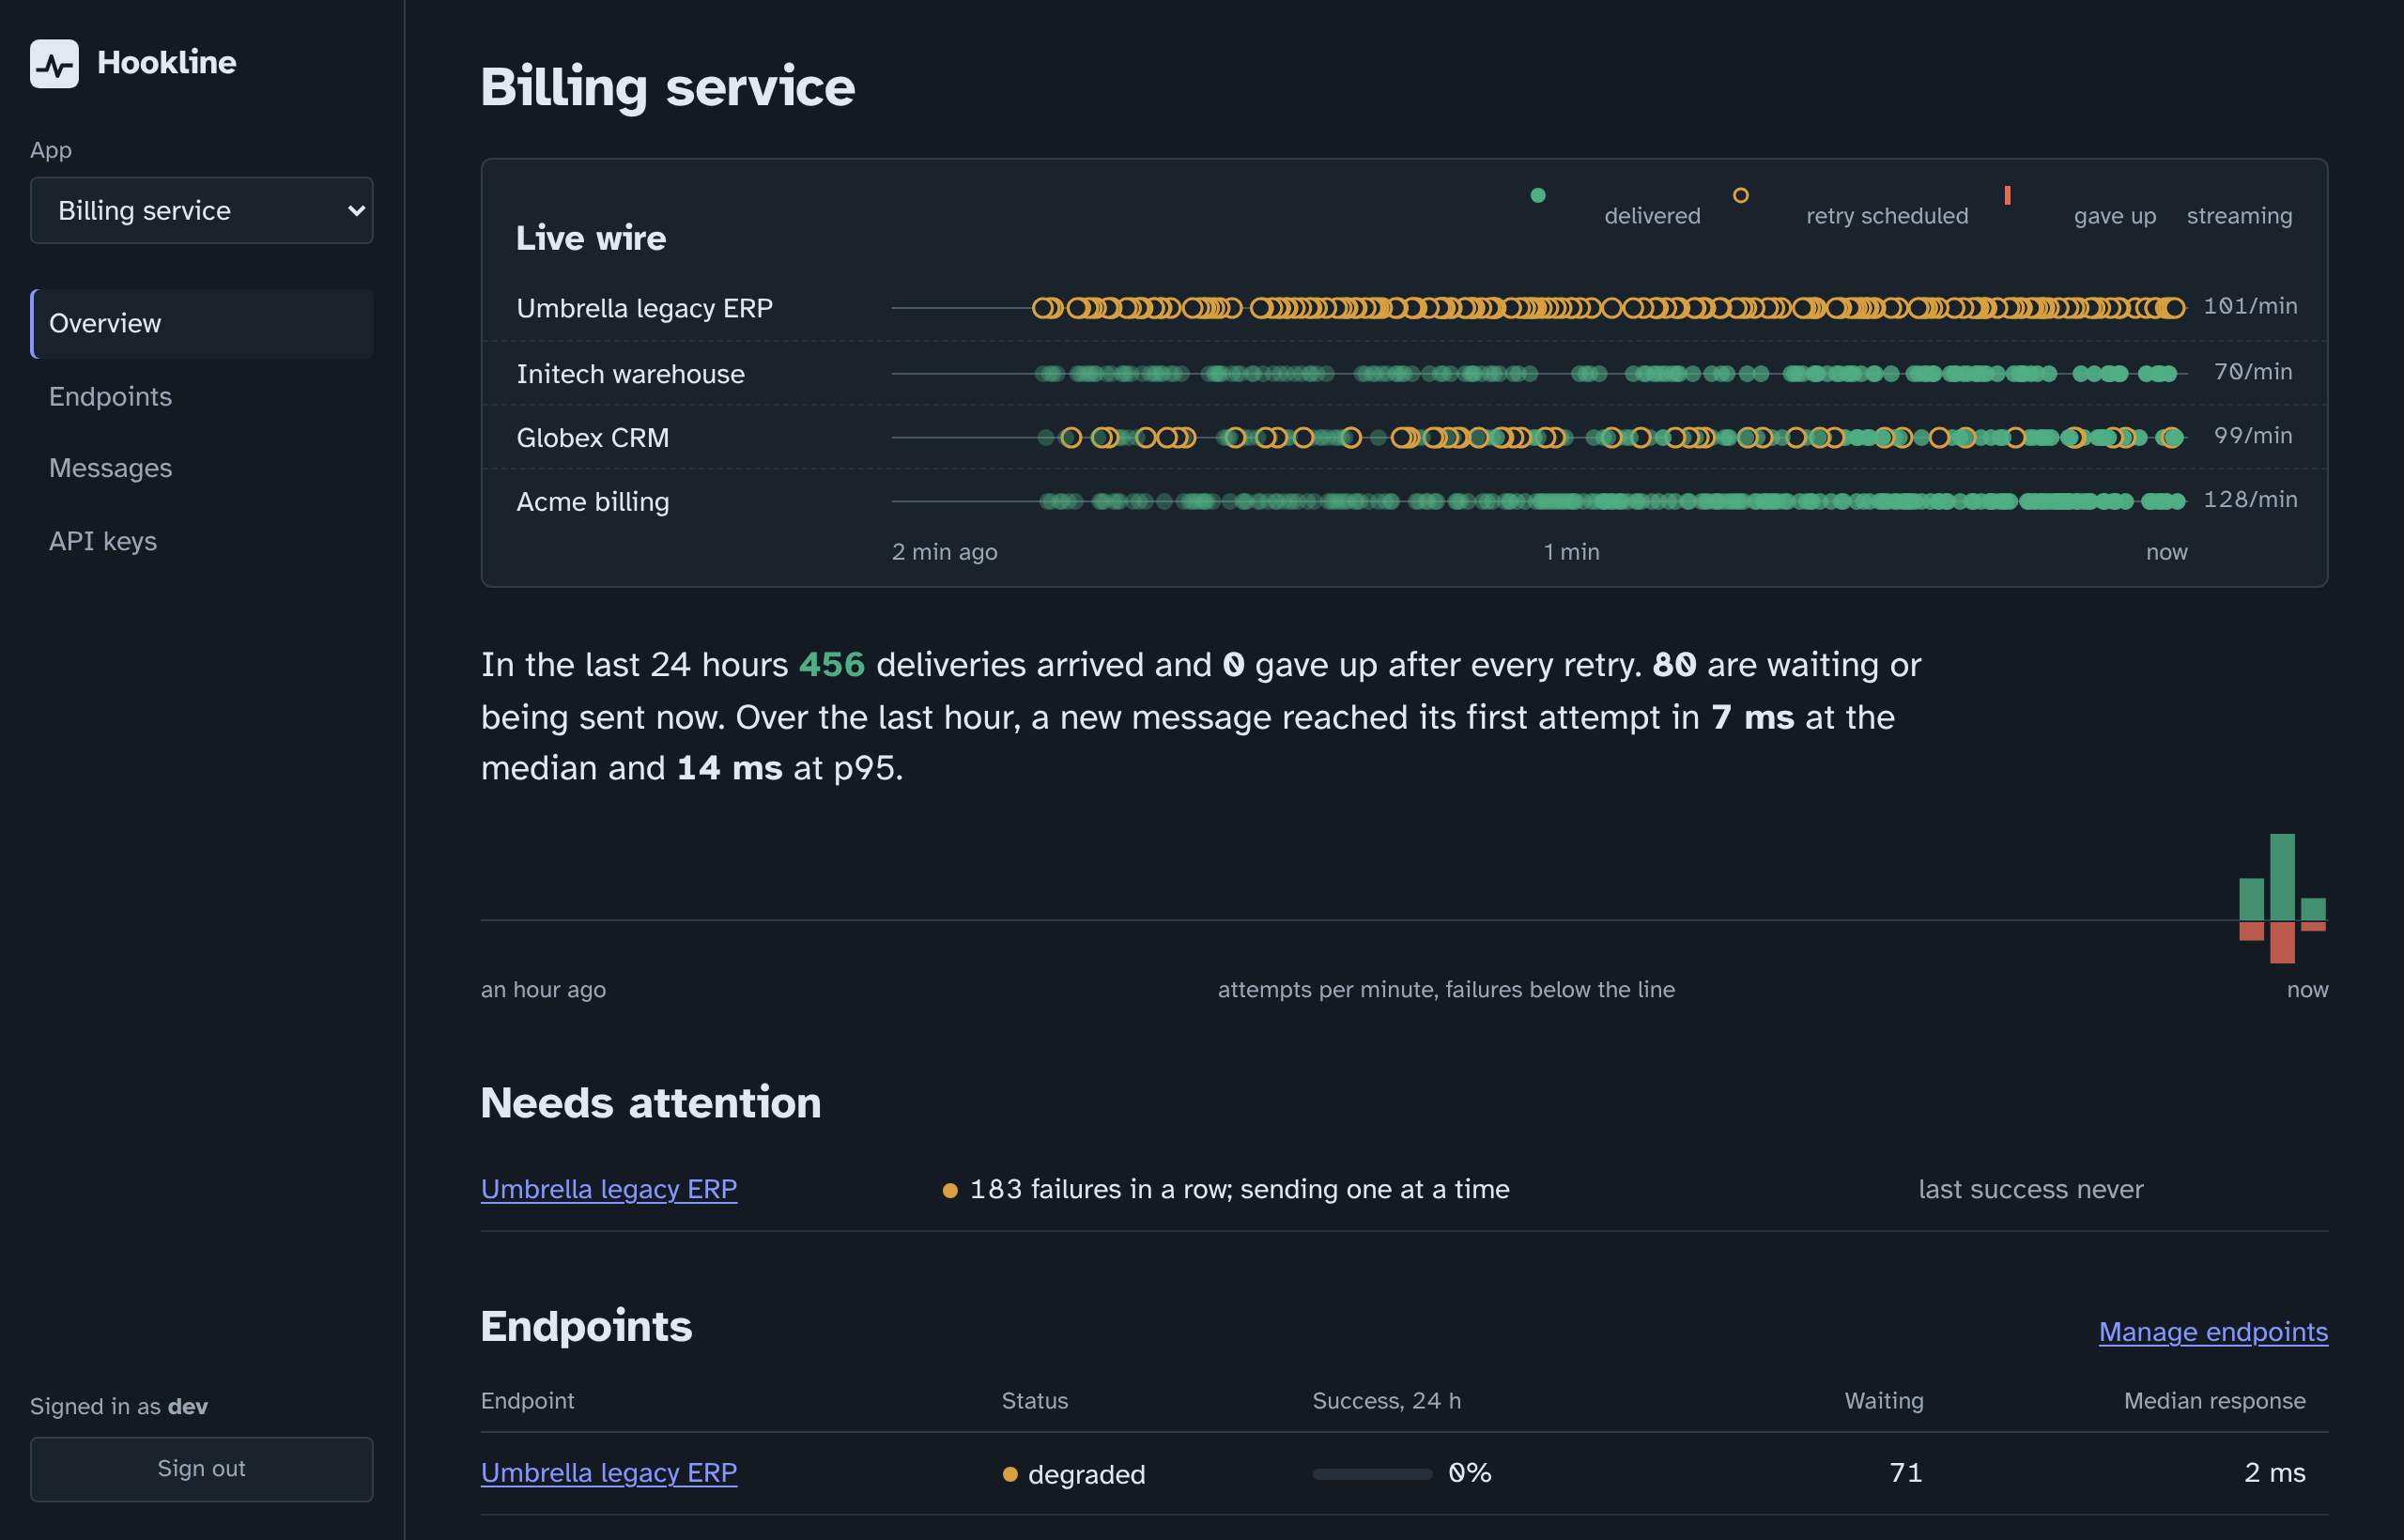 Hookline
App
Billing service
Overview
Endpoints
Messages
API keys
Signed in as dev
Sign out
Billing service
Live wire
delivered retry scheduled gave up streaming
Umbrella legacy ERP 101/min
Initech warehouse 70/min
Globex CRM 99/min
Acme billing 128/min
2 min ago 1 min now
In the last 24 hours 456 deliveries arrived and 0 gave up after every retry. 80 are waiting or
being sent now. Over the last hour, a new message reached its first attempt in 7 ms at the
median and 14 ms at p95.
an hour ago attempts per minute, failures below the line now
Needs attention
Umbrella legacy ERP 183 failures in a row; sending one at a time last success never
Endpoints Manage endpoints
Endpoint Status Success, 24 h Waiting Median response
Umbrella legacy ERP degraded 0% 71 2 ms